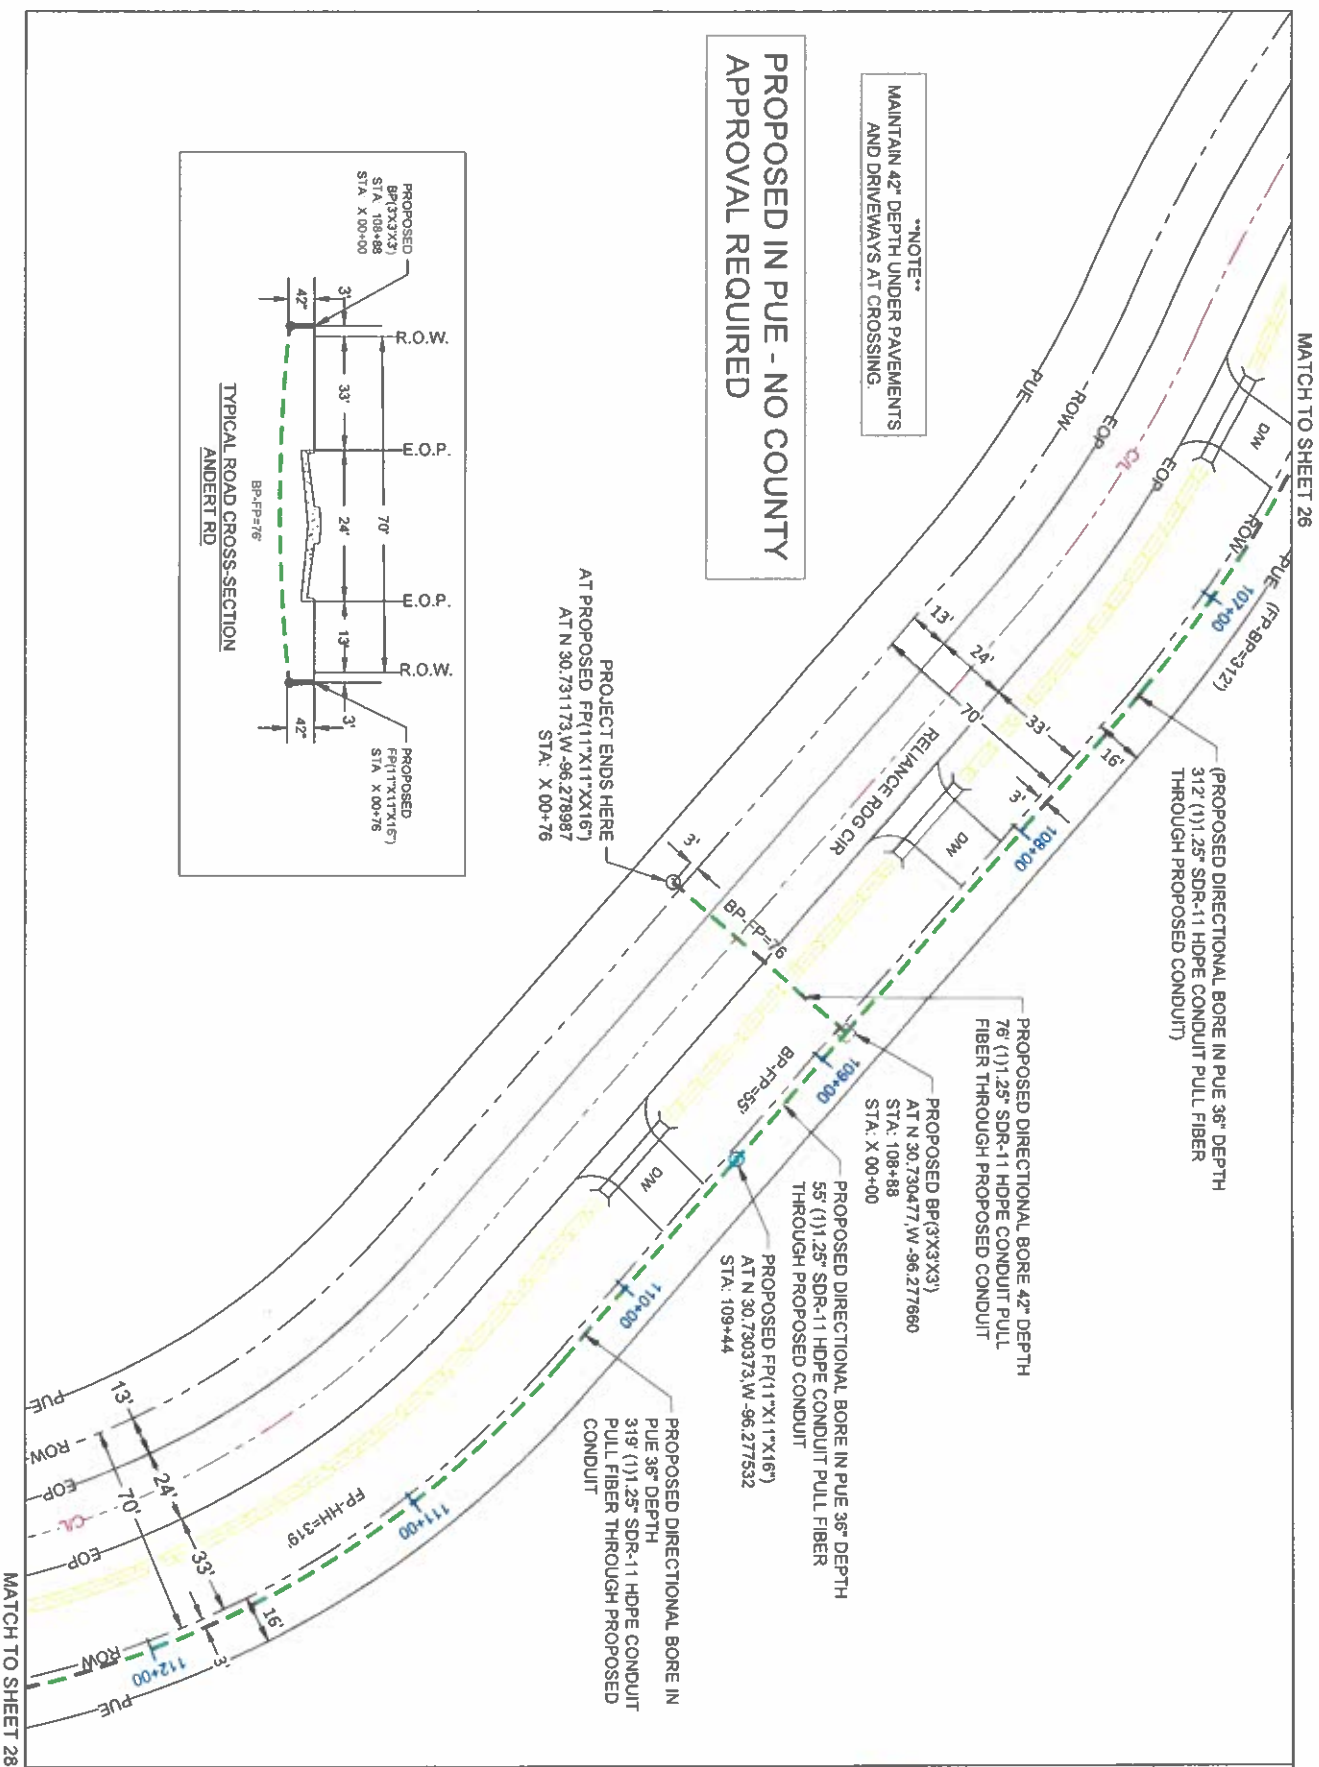 MATCH TO SHEET 26
**NOTE**
MAINTAIN 42" DEPTH UNDER PAVEMENTS
AND DRIVEWAYS AT CROSSING.
PROPOSED IN PUE - NO COUNTY
APPROVAL REQUIRED
PUE
ROW
EOP
C/L
EOP
D/W
ROW
PUE
(FP-BP=312')
107+00
(PROPOSED DIRECTIONAL BORE IN PUE 36" DEPTH
312' (1)1.25" SDR-11 HDPE CONDUIT PULL FIBER
THROUGH PROPOSED CONDUIT)
13'
24'
33'
70'
16'
3'
108+00
RELIANCE RDG CIR
D/W
PROPOSED DIRECTIONAL BORE 42" DEPTH
76' (1)1.25" SDR-11 HDPE CONDUIT PULL
FIBER THROUGH PROPOSED CONDUIT
PROJECT ENDS HERE
AT PROPOSED FP(11"X11"XX16")
AT N 30.731173,W -96.278987
STA: X 00+76
3'
BP-FP=76
PROPOSED BP(3'X3'X3')
AT N 30.730477,W -96.277660
STA: 108+88
STA: X 00+00
109+00
BP-FP=55'
PROPOSED DIRECTIONAL BORE IN PUE 36" DEPTH
55' (1)1.25" SDR-11 HDPE CONDUIT PULL FIBER
THROUGH PROPOSED CONDUIT
PROPOSED FP(11"X11"X16")
AT N 30.730373,W -96.277532
STA: 109+44
D/W
110+00
PROPOSED DIRECTIONAL BORE IN
PUE 36" DEPTH
319' (1)1.25" SDR-11 HDPE CONDUIT
PULL FIBER THROUGH PROPOSED
CONDUIT
111+00
FP-HH=319'
13'
24'
70'
33'
16'
3'
112+00
PUE
ROW
EOP
C/L
EOP
ROW
PUE
PROPOSED
BP(3'X3'X3')
STA: 108+88
STA: X 00+00
3'
42"
R.O.W.
33'
E.O.P.
24'
70'
E.O.P.
13'
R.O.W.
3'
42"
PROPOSED
FP(11"X11"X16")
STA: X 00+76
BP-FP=76'
TYPICAL ROAD CROSS-SECTION
ANDERT RD
MATCH TO SHEET 28